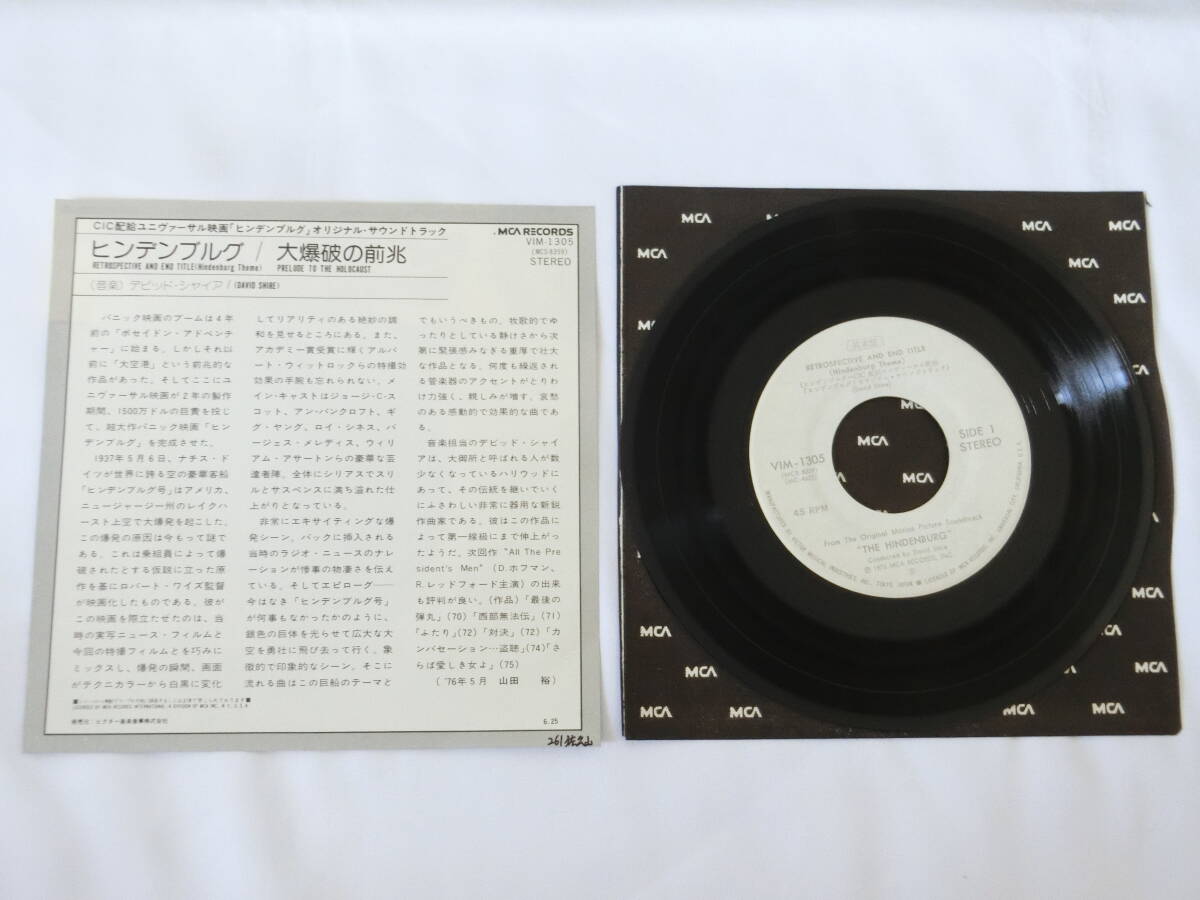 CIC配給ユニヴァーサル映画「ヒンデンブルグ」オリジナル・サウンドトラック
ヒンデンブルグ / 大爆破の前兆
RETROSPECTIVE AND END TITLE (Hindenburg Theme) PRELUDE TO THE HOLOCAUST
(音楽) デビッド・シャイア / (DAVID SHIRE)
MCA RECORDS
VIM-1305
(MCS8359)
STEREO
パニック映画のブームは4年
前の「ポセイドン・アドベンチ
ャー」に始まる。しかしそれ以
前に「大空港」という前兆的な
作品があった。そしてここにユ
ニヴァーサル映画が2年の製作
期間、1500万ドルの巨費を投じ
て、超大作パニック映画「ヒン
デンブルグ」を完成させた。
1937年5月6日、ナチス・ド
イツが世界に誇る空の豪華客船
「ヒンデンブルグ号」はアメリカ、
ニュージャージー州のレイクハ
ースト上空で大爆発を起こした。
この爆発の原因は今もって謎で
ある。これは乗組員によって爆
破されたとする仮説に立った原
作を基にロバート・ワイズ監督
が映画化したものである。彼が
この映画を際立たせたのは、当
時の実写ニュース・フィルムと
今回の特撮フィルムとを巧みに
ミックスし、爆発の瞬間、画面
がテクニカラーから白黒に変化
してリアリティのある絶妙の調
和を見せるところにある。また、
アカデミー賞受賞に輝くアルバ
ート・ウィットロックらの特撮効
効果の手腕も忘れられない。メ
イン・キャストはジョージ・C・ス
コット、アン・バンクロフト、ギ
グ・ヤング、ロイ・シネス、バ
ージェス・メレディス、ウィリ
アム・アサートンらの豪華な芸
達者陣。全体にシリアスでスリ
ルとサスペンスに満ち溢れた仕
上がりとなっている。
非常にエキサイティングな爆
発シーン、バックに挿入される
当時のラジオ・ニュースのナレ
ーションが惨事の物凄さを伝え
ている。そしてエピローグ——
今はなき「ヒンデンブルグ号」
が何事もなかったかのように、
銀色の巨体を光らせて広大な大
空を勇壮に飛び去って行く。象
徴的で印象的なシーン。そこに
流れる曲はこの巨船のテーマと
でもいうべきもの。牧歌的でゆ
ったりとしている静けさから次
第に緊張感みなぎる重厚で壮大
な作品となる。何度も繰返され
る管楽器のアクセントがとりわ
け力強く、親しみが増す。哀愁
のある感動的で効果的な曲であ
る。
音楽担当のデビッド・シャイ
アは、大御所と呼ばれる人が数
少なくなっているハリウッドに
あって、その伝統を継いでいく
にふさわしい非常に器用な新鋭
作曲家である。彼はこの作品に
よって第一線級にまで伸上がっ
たようだ。次回作"All The Pre
sident's Men"(D.ホフマン、
R.レッドフォード主演)の出来
も評判が良い。(作品)「最後の
弾丸」(70)「西部無法伝」(71)
「ふたり」(72)「対決」(72)「カ
ンバセーション…盗聴」(74)「さ
らば愛しき女よ」(75)
('76年5月 山田 裕)
発売元:ビクター音楽産業株式会社
6.25
261佐久山
MCA
RETROSPECTIVE AND END TITLE
(Hindenburg Theme)
(David Shire)
SIDE 1
STEREO
VIM-1305
45 RPM
From The Original Motion Picture Soundtrack
"THE HINDENBURG"
Conducted by David Shire
Ⓟ 1975 MCA RECORDS, INC.
MCA
MCA
MCA
MCA
MCA
MCA
MCA
MCA
MCA
MCA
MCA
MCA
MCA
MCA